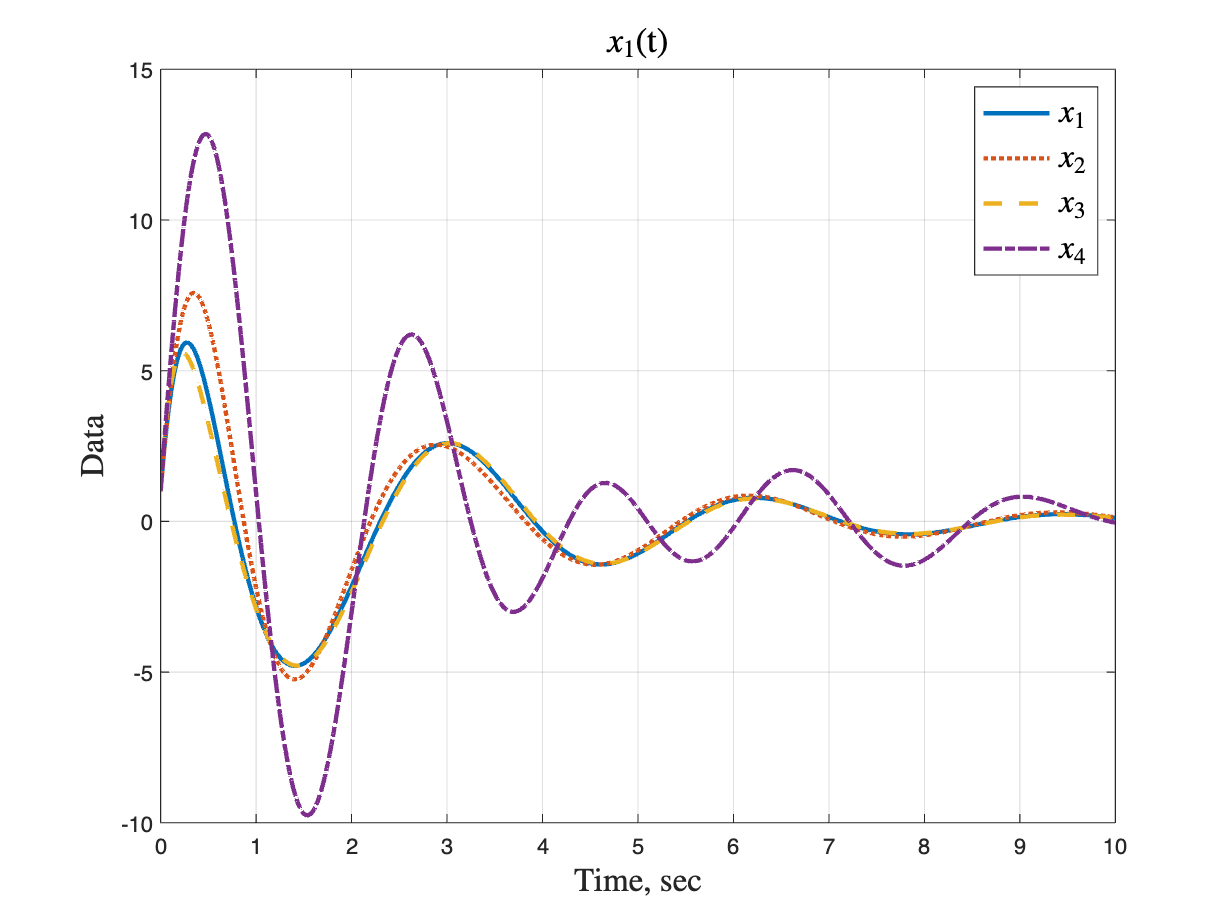 x₁(t)
15
10
5
0
-5
-10
Data
0 1 2 3 4 5 6 7 8 9 10
Time, sec
x₁
x₂
x₃
x₄